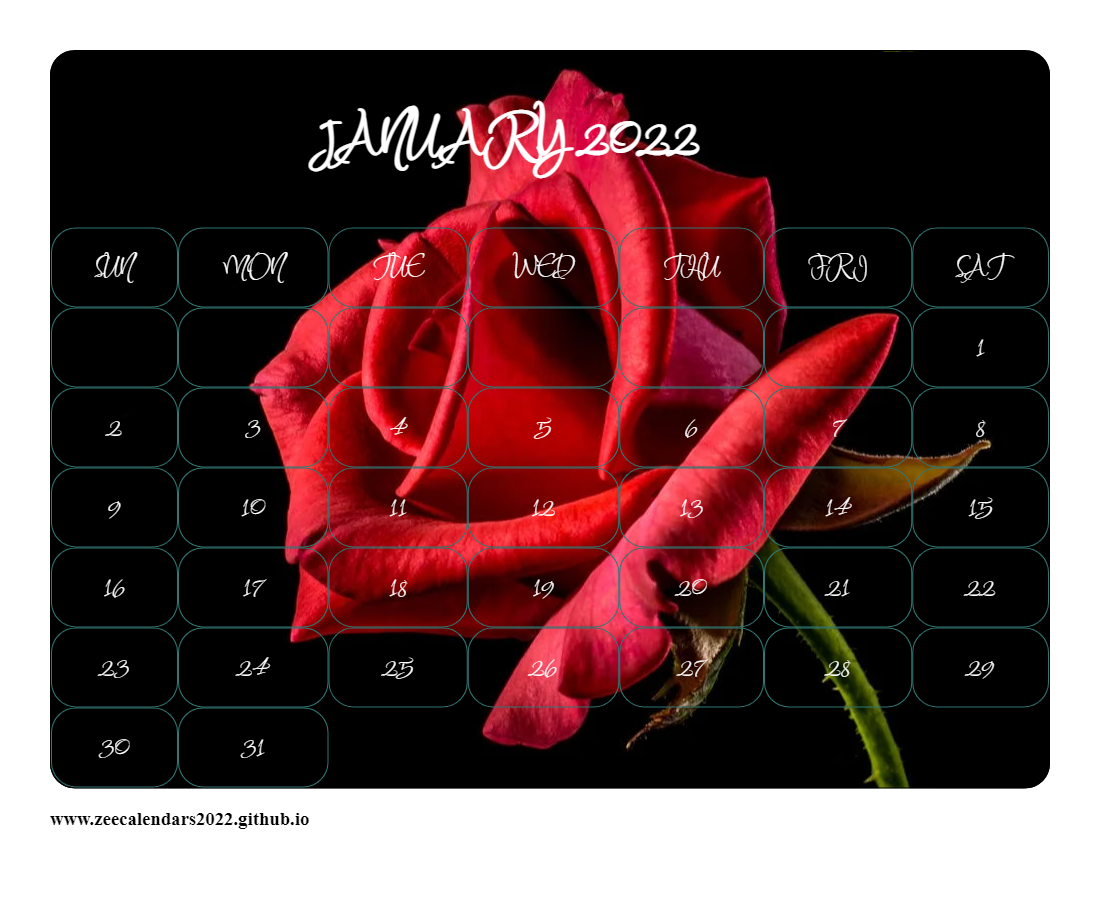 JANUARY 2022
SUN MON TUE WED THU FRI SAT
1
2 3 4 5 6 7 8
9 10 11 12 13 14 15
16 17 18 19 20 21 22
23 24 25 26 27 28 29
30 31
www.zeecalendars2022.github.io